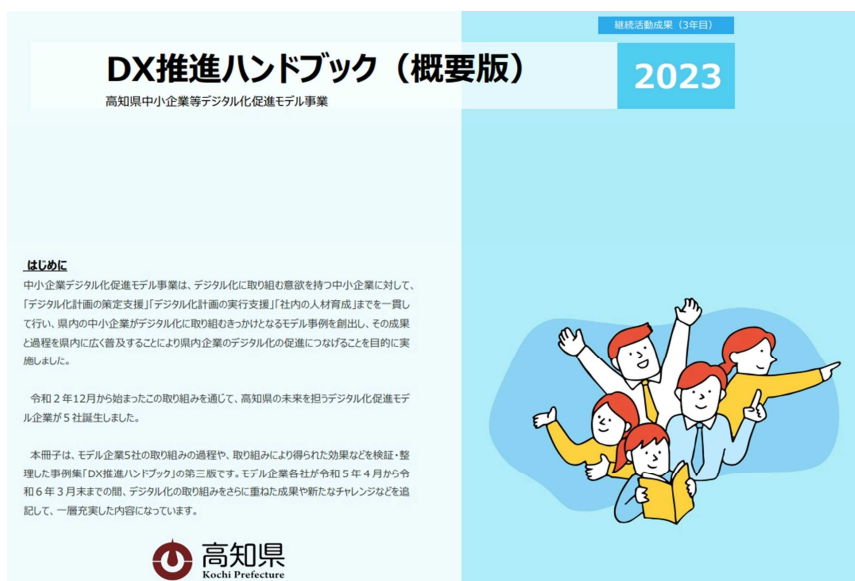 継続活動成果（3年目）
DX推進ハンドブック（概要版）
2023
高知県中小企業等デジタル化促進モデル事業
はじめに
中小企業デジタル化促進モデル事業は、デジタル化に取り組む意欲を持つ中小企業に対して、
「デジタル化計画の策定支援」「デジタル化計画の実行支援」「社内の人材育成」までを一貫し
て行い、県内の中小企業がデジタル化に取り組むきっかけとなるモデル事例を創出し、その成果
と過程を県内に広く普及することにより県内企業のデジタル化の促進につなげることを目的に実
施しました。
令和２年12月から始まったこの取り組みを通じて、高知県の未来を担うデジタル化促進モデ
ル企業が５社誕生しました。
本冊子は、モデル企業5社の取り組みの過程や、取り組みにより得られた効果などを検証・整
理した事例集「DX推進ハンドブック」の第三版です。モデル企業各社が令和５年４月から令
和６年３月末までの間、デジタル化の取り組みをさらに重ねた成果や新たなチャレンジなどを追
記して、一層充実した内容になっています。
高知県
Kochi Prefecture